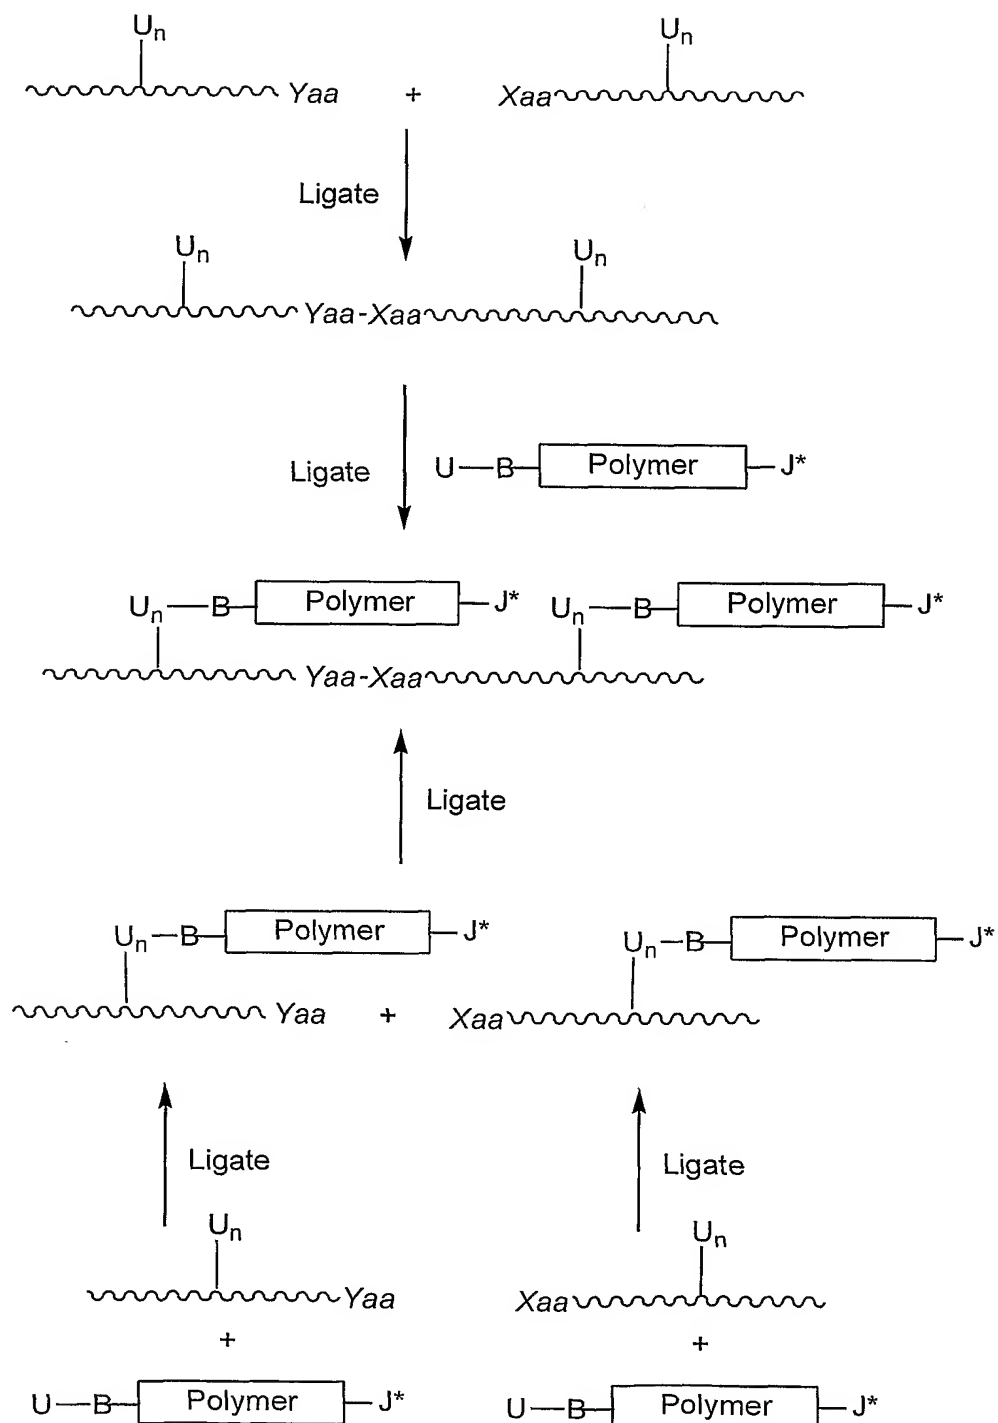 Un Un
Yaa + Xaa
Ligate
Un Un
Yaa-Xaa
Ligate U—B—Polymer—J*
Un—B—Polymer—J* Un—B—Polymer—J*
Yaa-Xaa
Ligate
Un—B—Polymer—J* Un—B—Polymer—J*
Yaa + Xaa
Ligate Ligate
Un Un
Yaa Xaa
+ +
U—B—Polymer—J* U—B—Polymer—J*